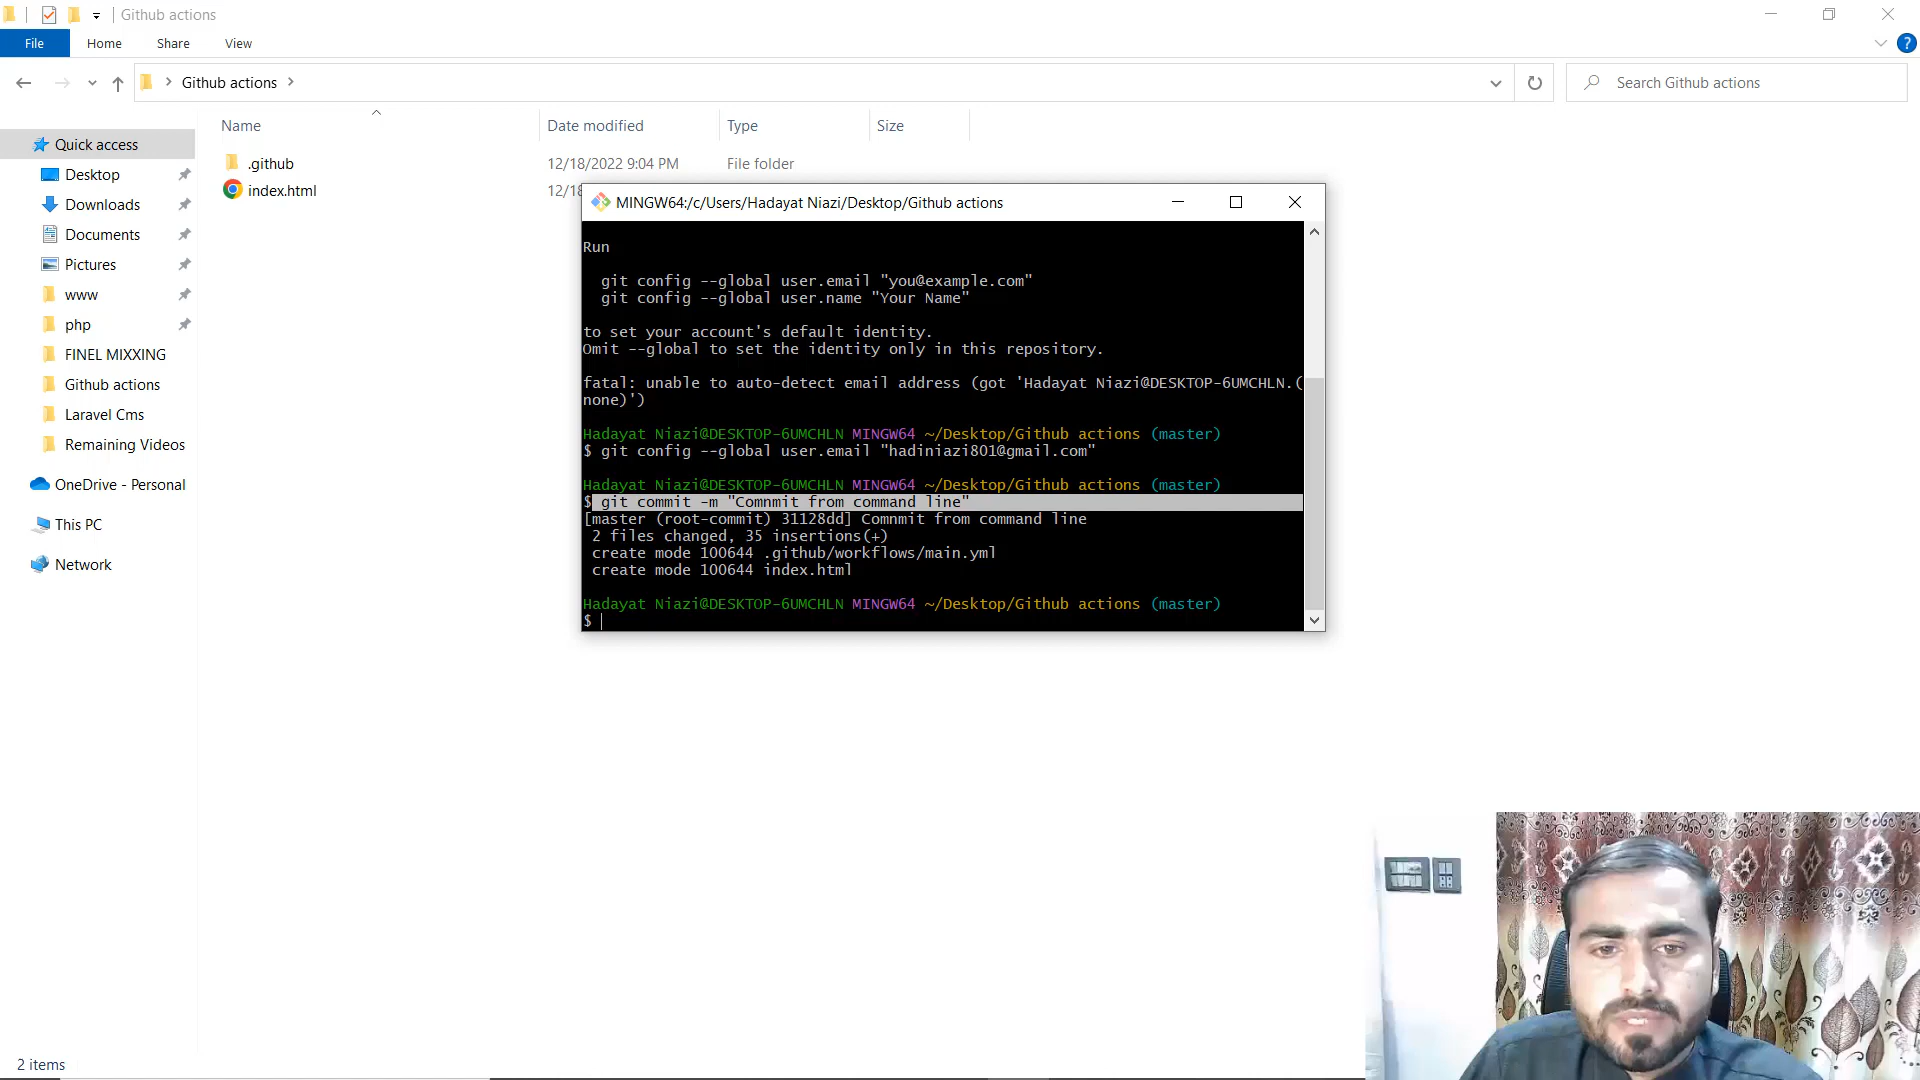 Github actions
File Home Share View
Github actions
Search Github actions
Name Date modified Type Size
Quick access
Desktop
Downloads
Documents
Pictures
www
php
FINEL MIXXING
Github actions
Laravel Cms
Remaining Videos
OneDrive - Personal
This PC
Network
.github 12/18/2022 9:04 PM File folder
index.html 12/18
MINGW64:/c/Users/Hadayat Niazi/Desktop/Github actions
Run
git config --global user.email "you@example.com"
git config --global user.name "Your Name"
to set your account's default identity.
Omit --global to set the identity only in this repository.
fatal: unable to auto-detect email address (got 'Hadayat Niazi@DESKTOP-6UMCHLN.(
none)')
Hadayat Niazi@DESKTOP-6UMCHLN MINGW64 ~/Desktop/Github actions (master)
$ git config --global user.email "hadiniazi801@gmail.com"
Hadayat Niazi@DESKTOP-6UMCHLN MINGW64 ~/Desktop/Github actions (master)
$ git commit -m "Comnmit from command line"
[master (root-commit) 31128dd] Comnmit from command line
2 files changed, 35 insertions(+)
create mode 100644 .github/workflows/main.yml
create mode 100644 index.html
Hadayat Niazi@DESKTOP-6UMCHLN MINGW64 ~/Desktop/Github actions (master)
$
2 items